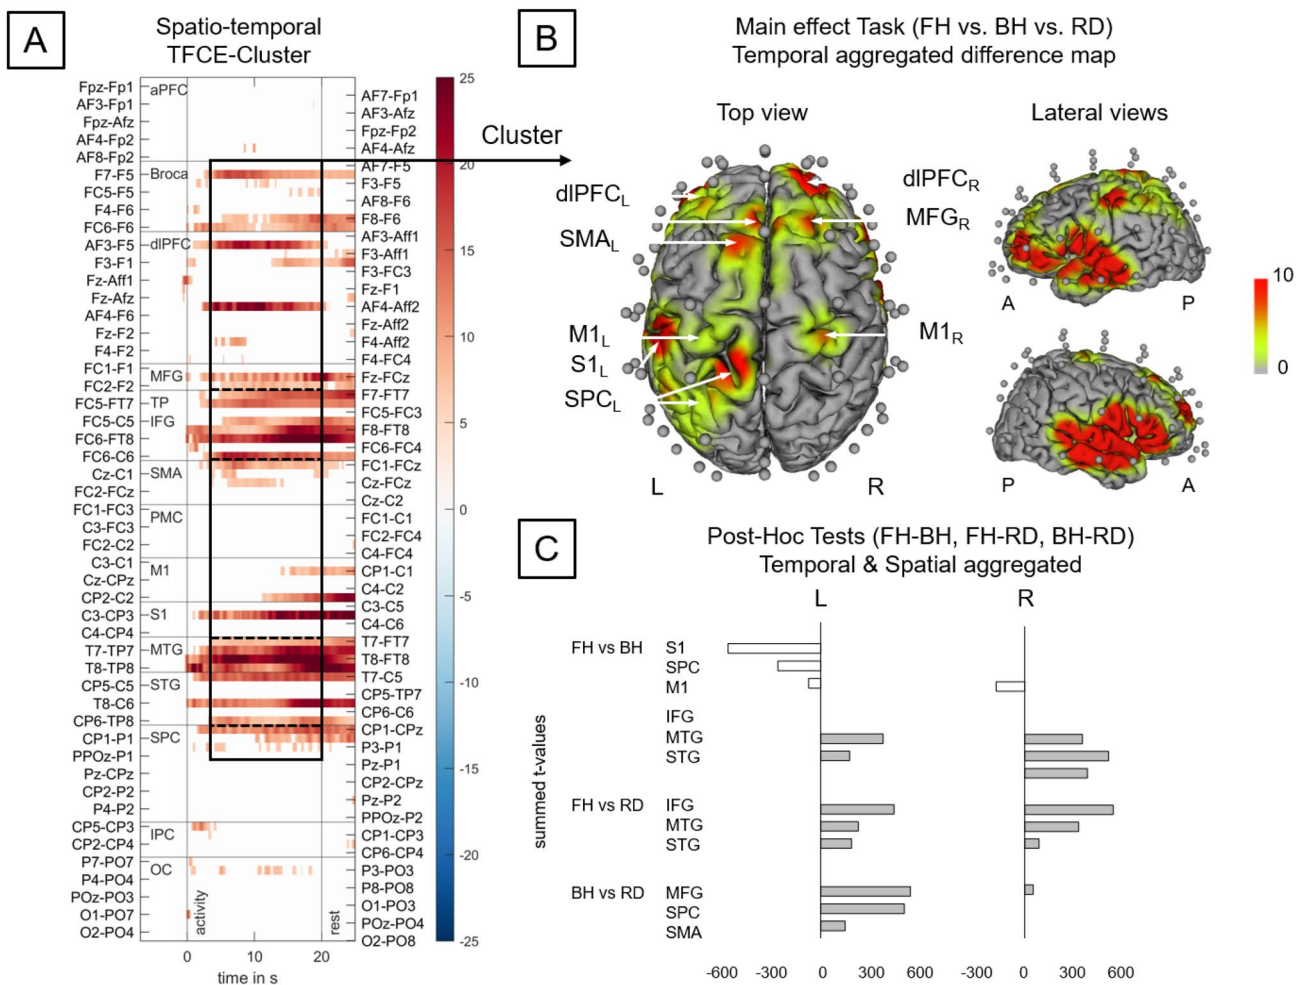 A
Spatio-temporal
TFCE-Cluster
Fpz-Fp1
AF3-Fp1
Fpz-Afz
AF4-Fp2
AF8-Fp2
F7-F5
FC5-F5
F4-F6
FC6-F6
AF3-F5
F3-F1
Fz-Aff1
Fz-Afz
AF4-F6
Fz-F2
F4-F2
FC1-F1
FC2-F2
FC5-FT7
FC5-C5
FC6-FT8
FC6-C6
Cz-C1
FC2-FCz
FC1-FC3
C3-FC3
FC2-C2
C3-C1
Cz-CPz
CP2-C2
C3-CP3
C4-CP4
T7-TP7
T8-TP8
CP5-C5
T8-C6
CP6-TP8
CP1-P1
PPOz-P1
Pz-CPz
CP2-P2
P4-P2
CP5-CP3
CP2-CP4
P7-PO7
P4-PO4
POz-PO3
O1-PO7
O2-PO4
aPFC
Broca
dlPFC
MFG
TP
IFG
SMA
PMC
M1
S1
MTG
STG
SPC
IPC
OC
activity
rest
AF7-Fp1
AF3-Afz
Fpz-Fp2
AF4-Afz
AF7-F5
F3-F5
AF8-F6
F8-F6
AF3-Aff1
F3-Aff1
F3-FC3
Fz-F1
AF4-Aff2
Fz-Aff2
F4-Aff2
F4-FC4
Fz-FCz
F7-FT7
FC5-FC3
F8-FT8
FC6-FC4
FC1-FCz
Cz-FCz
Cz-C2
FC1-C1
FC2-FC4
C4-FC4
CP1-C1
C4-C2
C3-C5
C4-C6
T7-FT7
T8-FT8
T7-C5
CP5-TP7
CP6-C6
CP1-CPz
P3-P1
Pz-P1
CP2-CPz
Pz-P2
PPOz-P2
CP1-CP3
CP6-CP4
P3-PO3
P8-PO8
O1-PO3
POz-PO4
O2-PO8
0
10
20
time in s
25
20
15
10
5
0
-5
-10
-15
-20
-25
Cluster
B
Main effect Task (FH vs. BH vs. RD)
Temporal aggregated difference map
Top view
Lateral views
dlPFCL
SMAL
M1L
S1L
SPCL
dlPFCR
MFGR
M1R
L
R
A
P
P
A
10
0
C
Post-Hoc Tests (FH-BH, FH-RD, BH-RD)
Temporal & Spatial aggregated
L
R
summed t-values
FH vs BH
S1
SPC
M1
IFG
MTG
STG
FH vs RD
IFG
MTG
STG
BH vs RD
MFG
SPC
SMA
-600 -300 0 300 600
-300 0 300 600